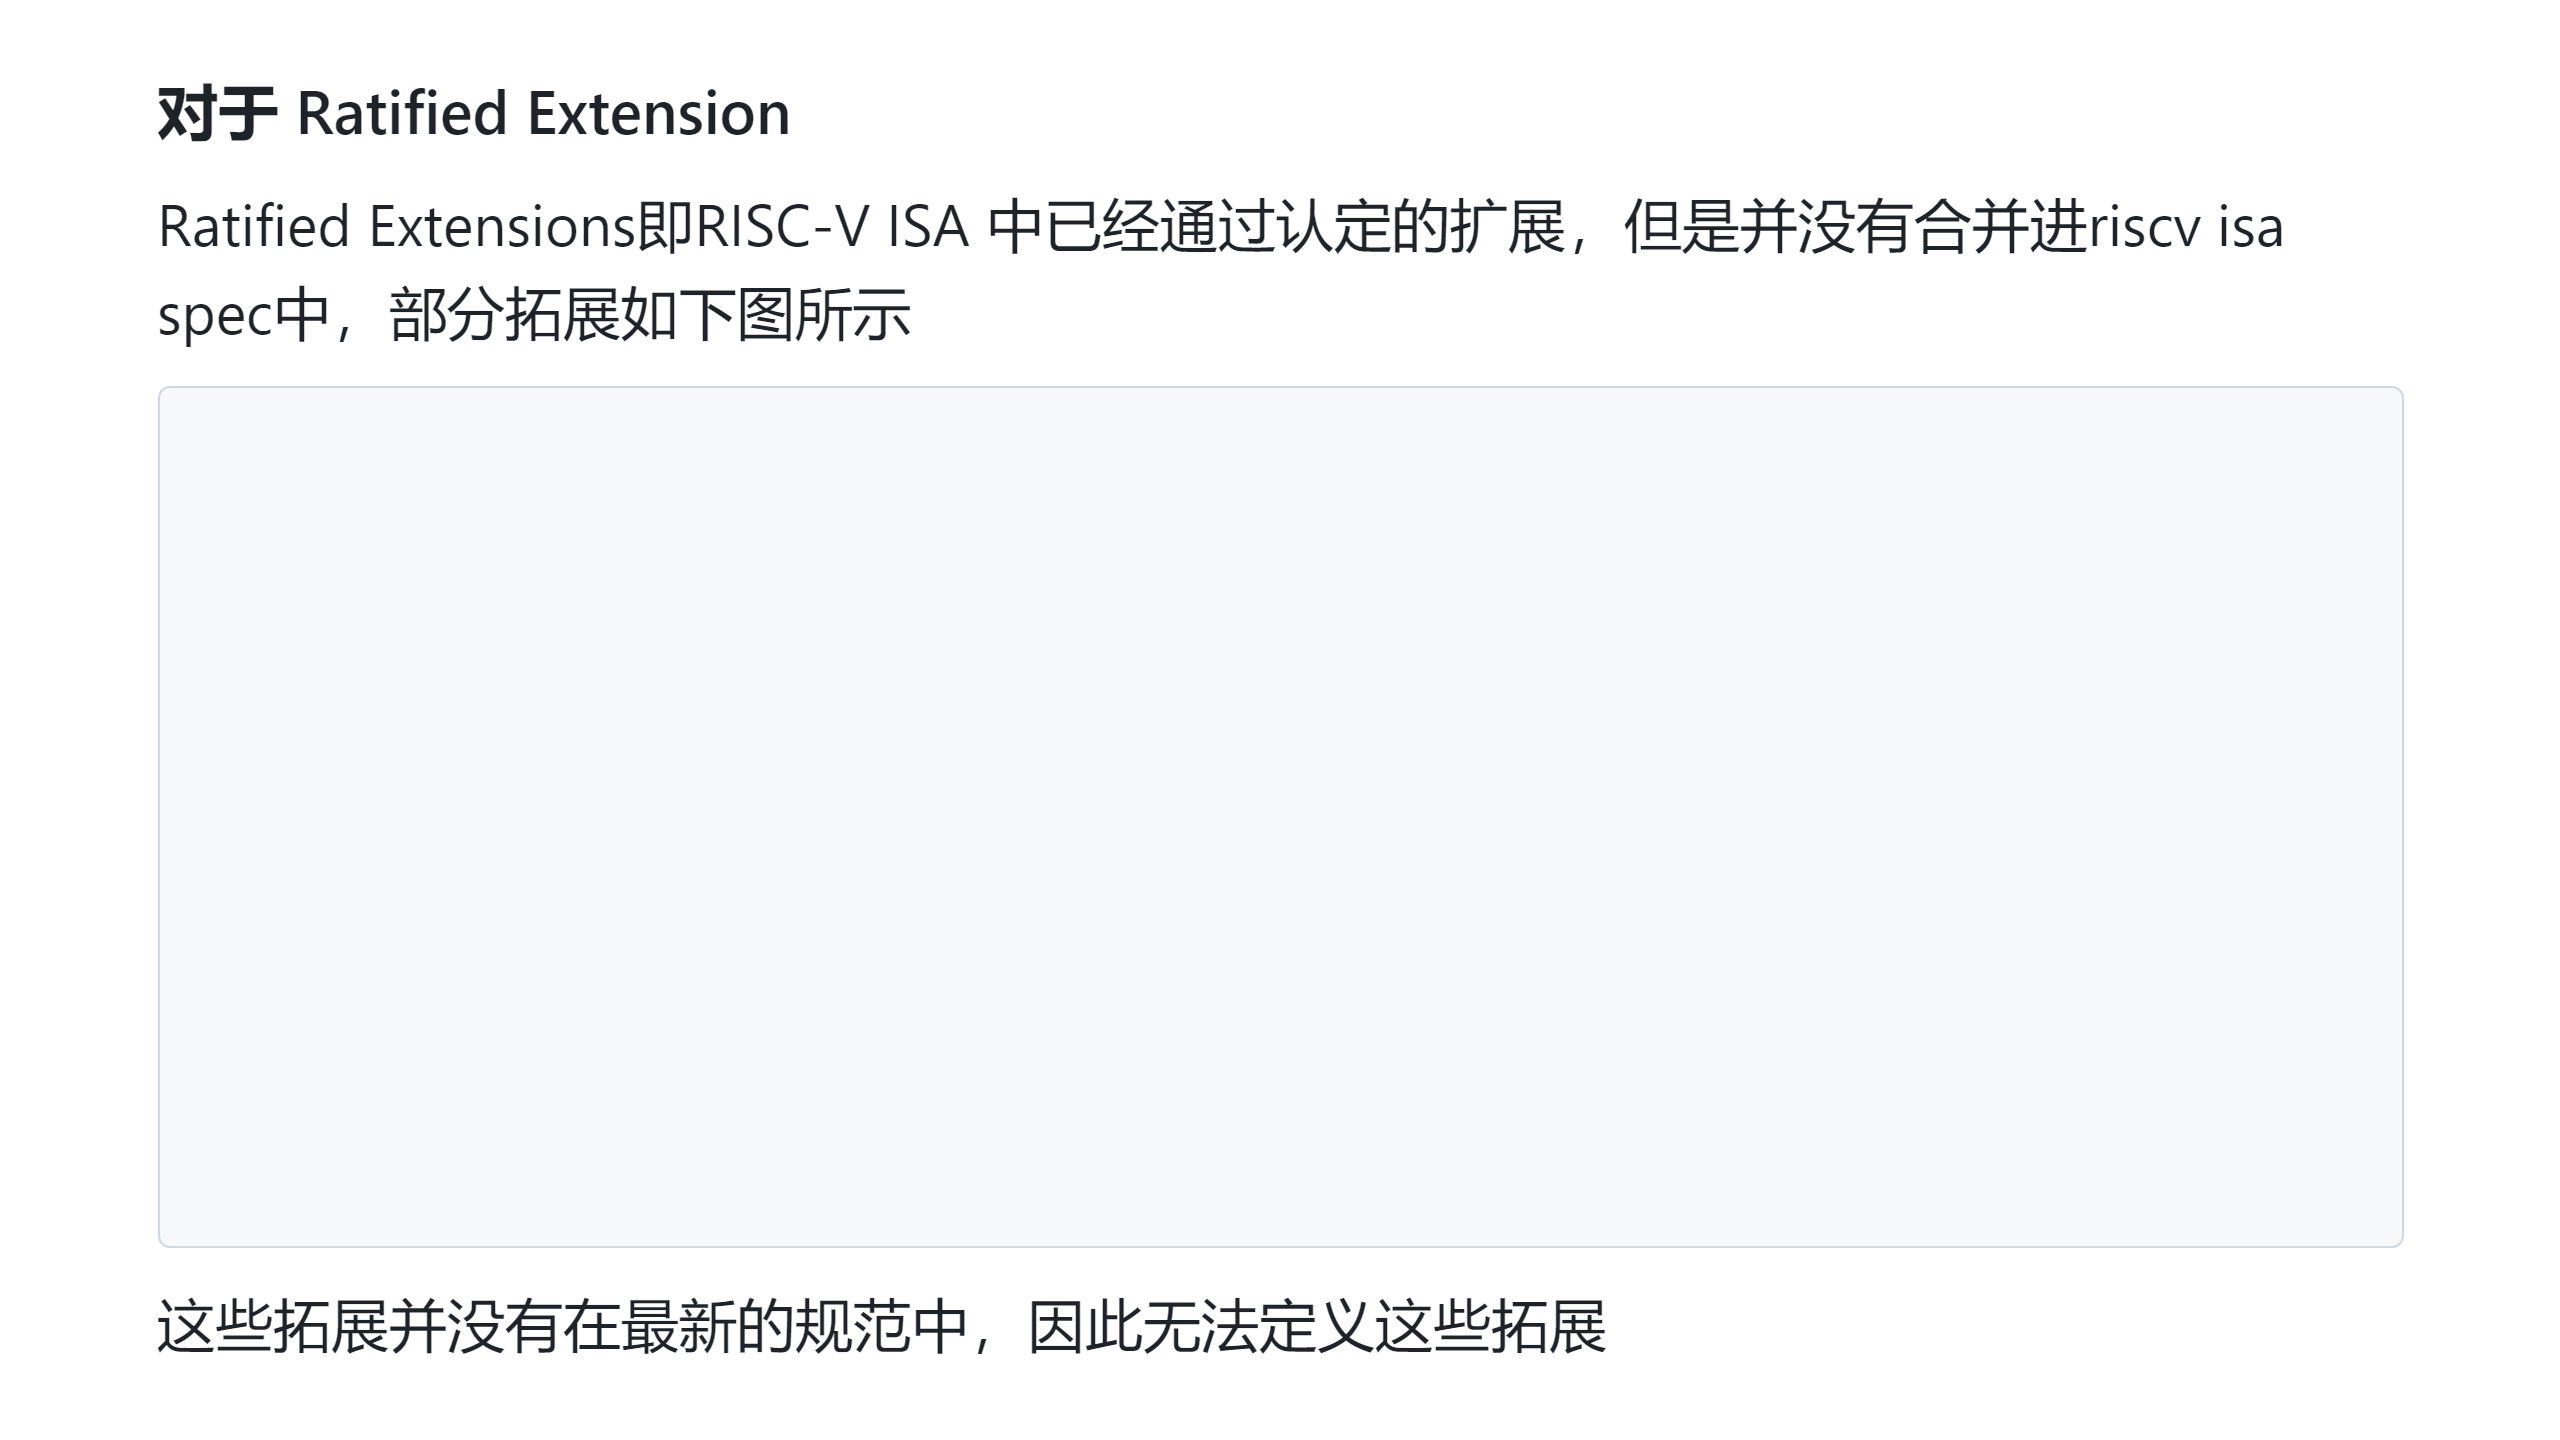 对于 Ratified Extension
Ratified Extensions即RISC-V ISA 中已经通过认定的扩展，但是并没有合并进riscv isa
spec中，部分拓展如下图所示
这些拓展并没有在最新的规范中，因此无法定义这些拓展